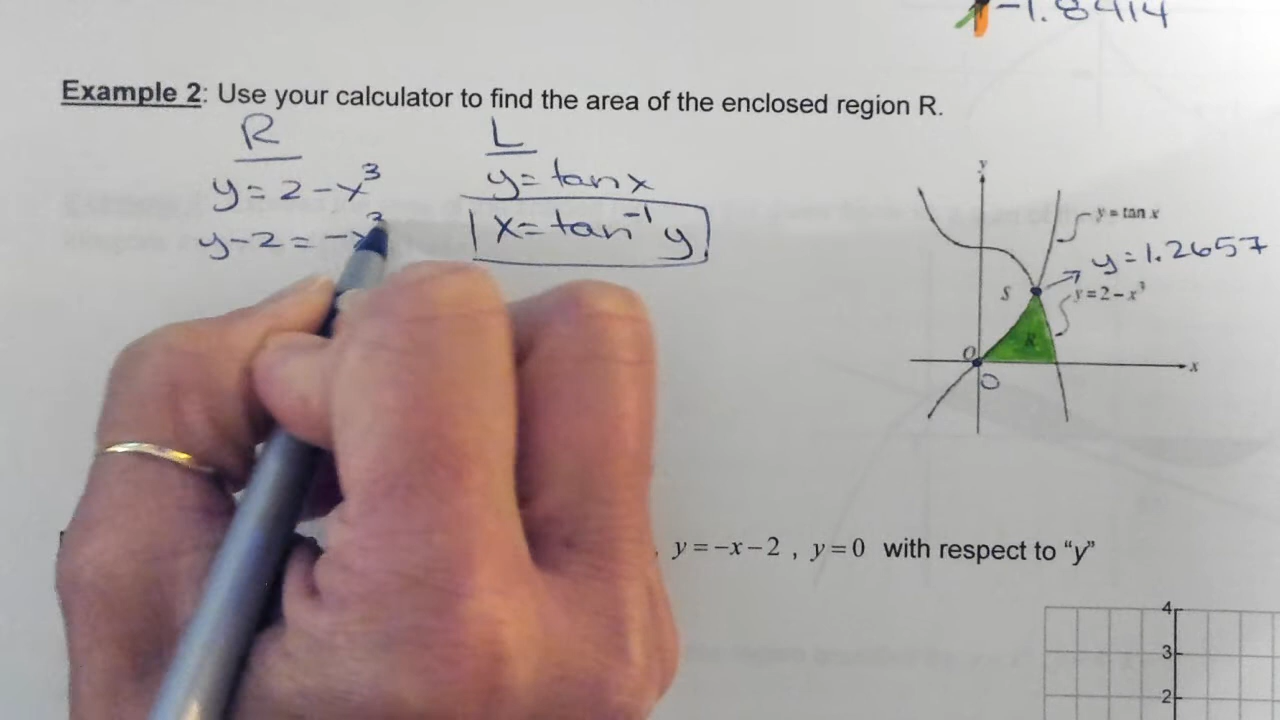 -1.8414
Example 2: Use your calculator to find the area of the enclosed region R.
R
y = 2 - x³
y - 2 = -x³
L
y = tan x
x = tan⁻¹ y
y
y = tan x
y = 1.2657
S
y = 2 - x³
R
O
x
O
y = -x - 2 , y = 0 with respect to “y”
4
3
2